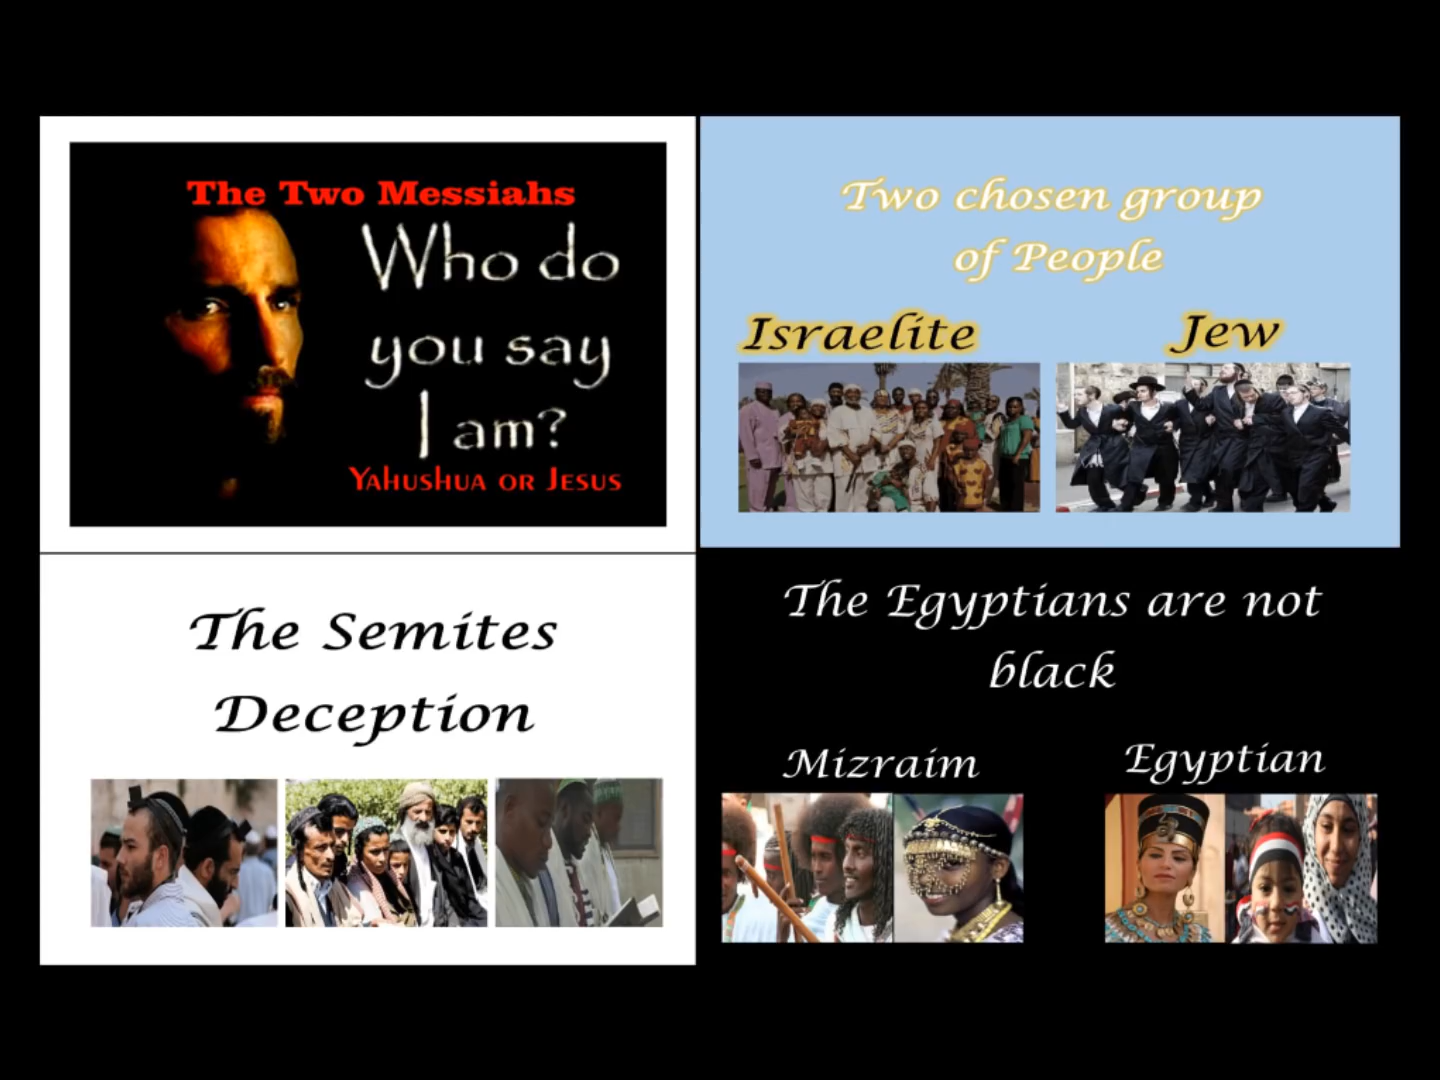 The Two Messiahs
Who do
you say
I am?
Yahushua or Jesus
Two chosen group
of People
Israelite
Jew
The Semites
Deception
The Egyptians are not
black
Mizraim
Egyptian